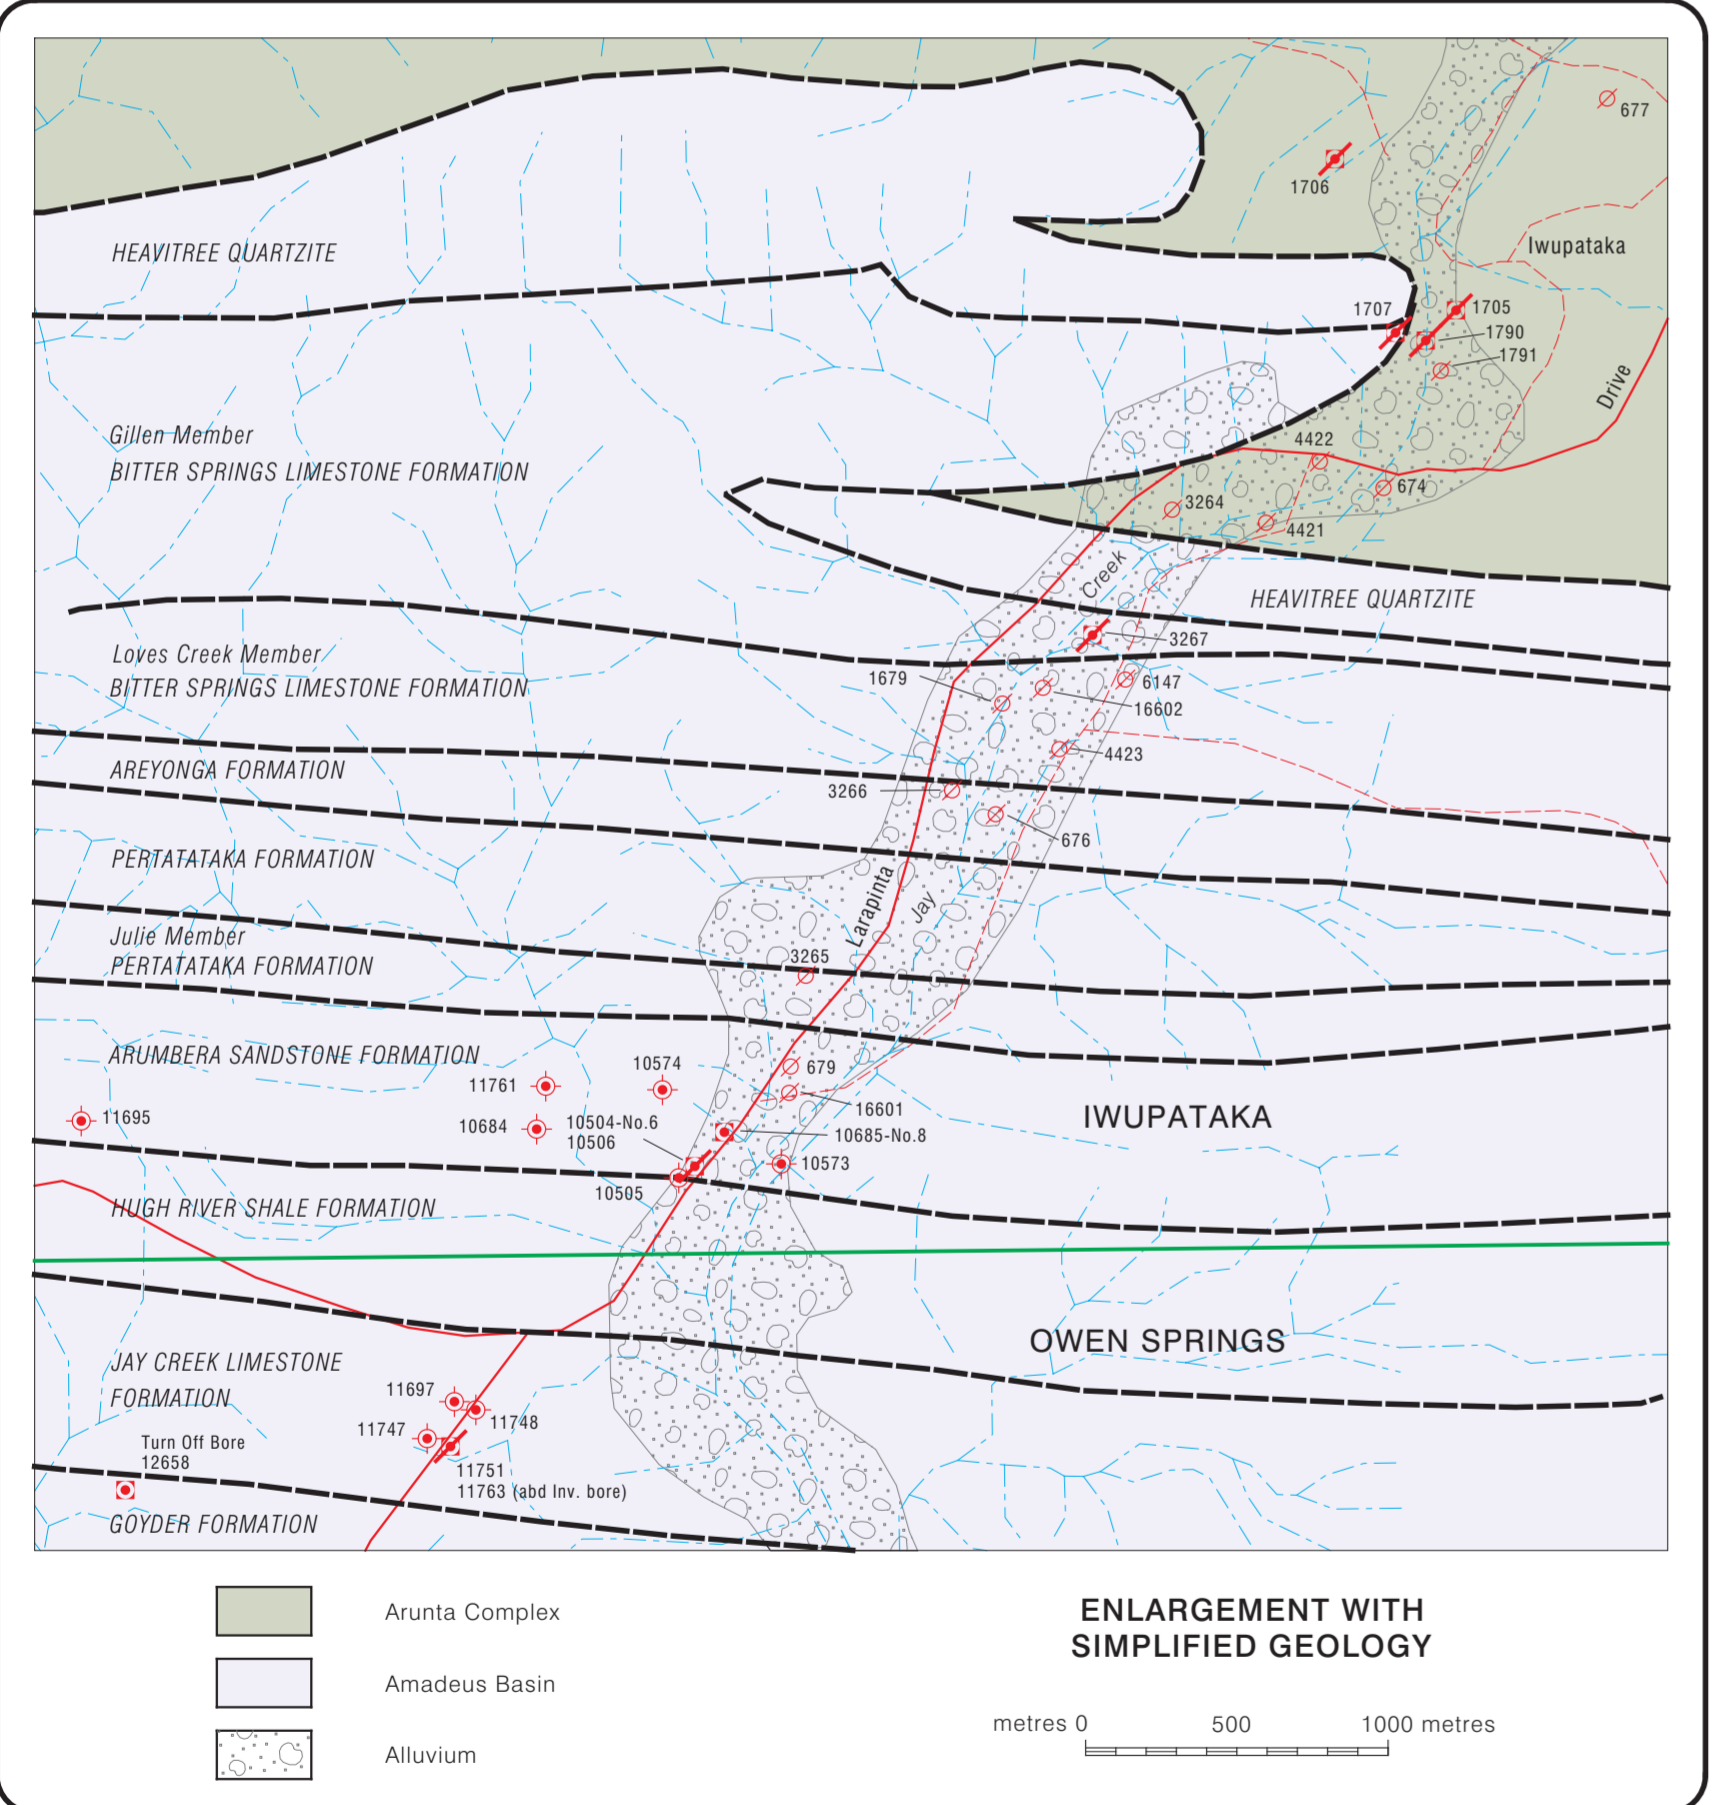 677
1706
Iwupataka
HEAVITREE QUARTZITE
1707
1705
1790
1791
Drive
Gillen Member
BITTER SPRINGS LIMESTONE FORMATION
4422
674
3264
4421
Creek
HEAVITREE QUARTZITE
3267
Loves Creek Member
BITTER SPRINGS LIMESTONE FORMATION
1679
6147
16602
4423
AREYONGA FORMATION
3266
676
PERTATATAKA FORMATION
Larapinta
Jay
Julie Member
PERTATATAKA FORMATION
3265
ARUMBERA SANDSTONE FORMATION
679
11761
10574
16601
11695
10684
10504-No.6
10506
10685-No.8
IWUPATAKA
10573
10505
HUGH RIVER SHALE FORMATION
OWEN SPRINGS
JAY CREEK LIMESTONE
FORMATION
11697
11748
11747
Turn Off Bore
12658
11751
11763 (abd Inv. bore)
GOYDER FORMATION
Arunta Complex
Amadeus Basin
Alluvium
ENLARGEMENT WITH
SIMPLIFIED GEOLOGY
metres 0 500 1000 metres